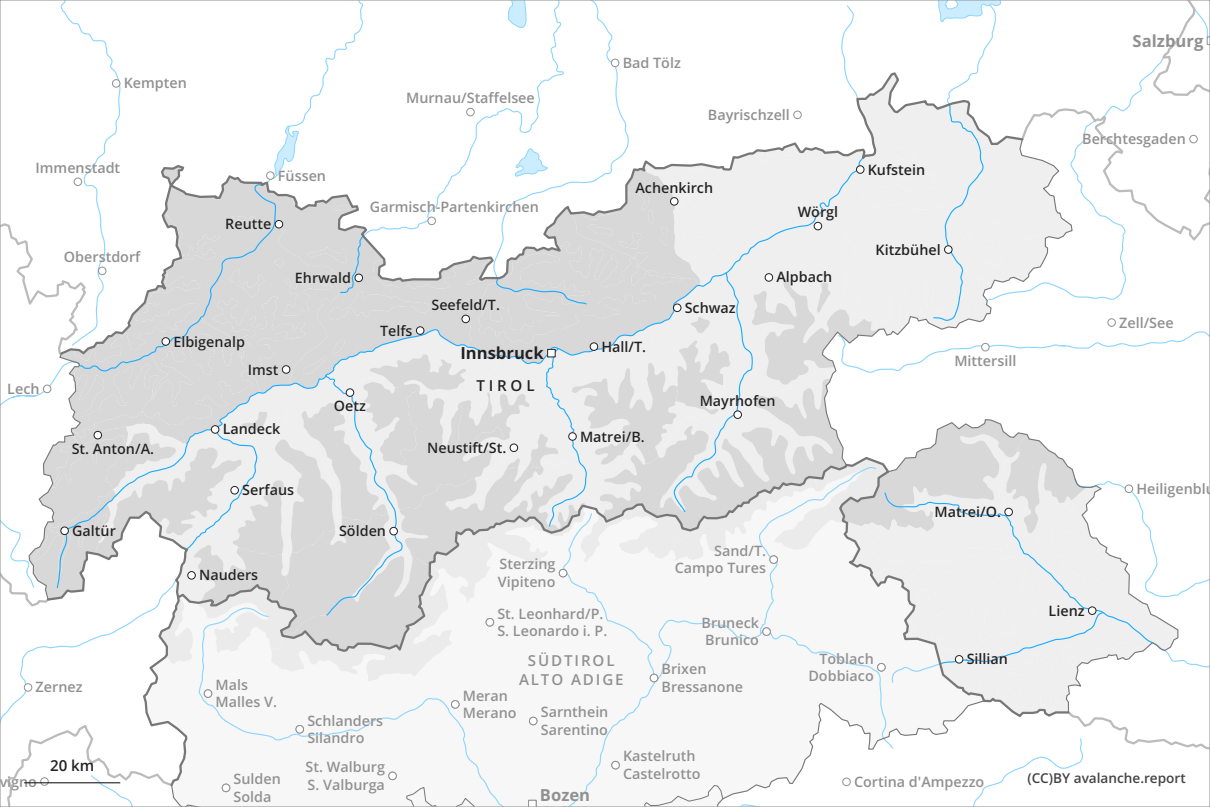 Salzburg
Kempten
Bad Tölz
Murnau/Staffelsee
Bayrischzell
Berchtesgaden
Immenstadt
Füssen
Kufstein
Achenkirch
Garmisch-Partenkirchen
Wörgl
Reutte
Kitzbühel
Oberstdorf
Ehrwald
Alpbach
Seefeld/T.
Schwaz
Telfs
Zell/See
Elbigenalp
Innsbruck
Hall/T.
Mittersill
Imst
TIROL
Lech
Oetz
Mayrhofen
Landeck
Matrei/B.
St. Anton/A.
Neustift/St.
Serfaus
Heiligenblu
Matrei/O.
Galtür
Sölden
Sand/T.
Campo Tures
Sterzing
Vipiteno
Nauders
St. Leonhard/P.
S. Leonardo i. P.
Lienz
Bruneck
Brunico
SÜDTIROL
ALTO ADIGE
Toblach
Dobbiaco
Sillian
Brixen
Bressanone
Zernez
Mals
Malles V.
Meran
Merano
Sarnthein
Sarentino
Schlanders
Silandro
Kastelruth
Castelrotto
20 km
St. Walburg
S. Valburga
vigno
Sulden
Solda
Cortina d'Ampezzo
(CC)BY avalanche.report
Bozen